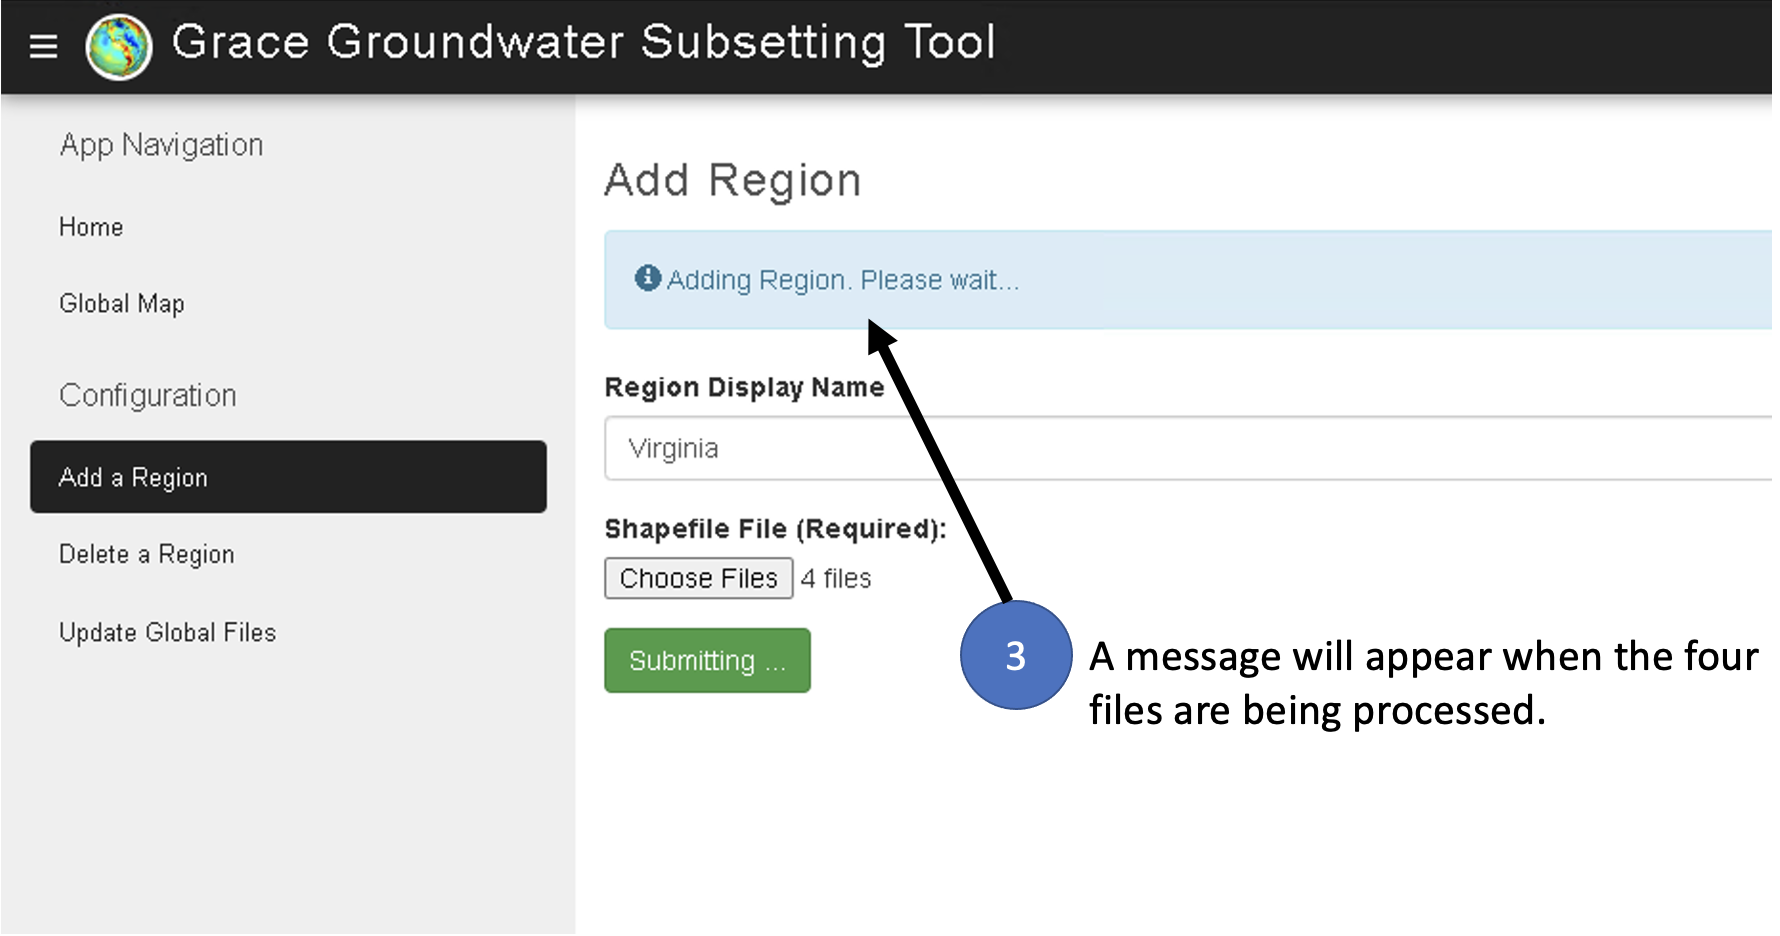 Grace Groundwater Subsetting Tool
App Navigation
Home
Global Map
Configuration
Add a Region
Delete a Region
Update Global Files
Add Region
Adding Region. Please wait...
Region Display Name
Virginia
Shapefile File (Required):
Choose Files 4 files
Submitting ...
3
A message will appear when the four
files are being processed.